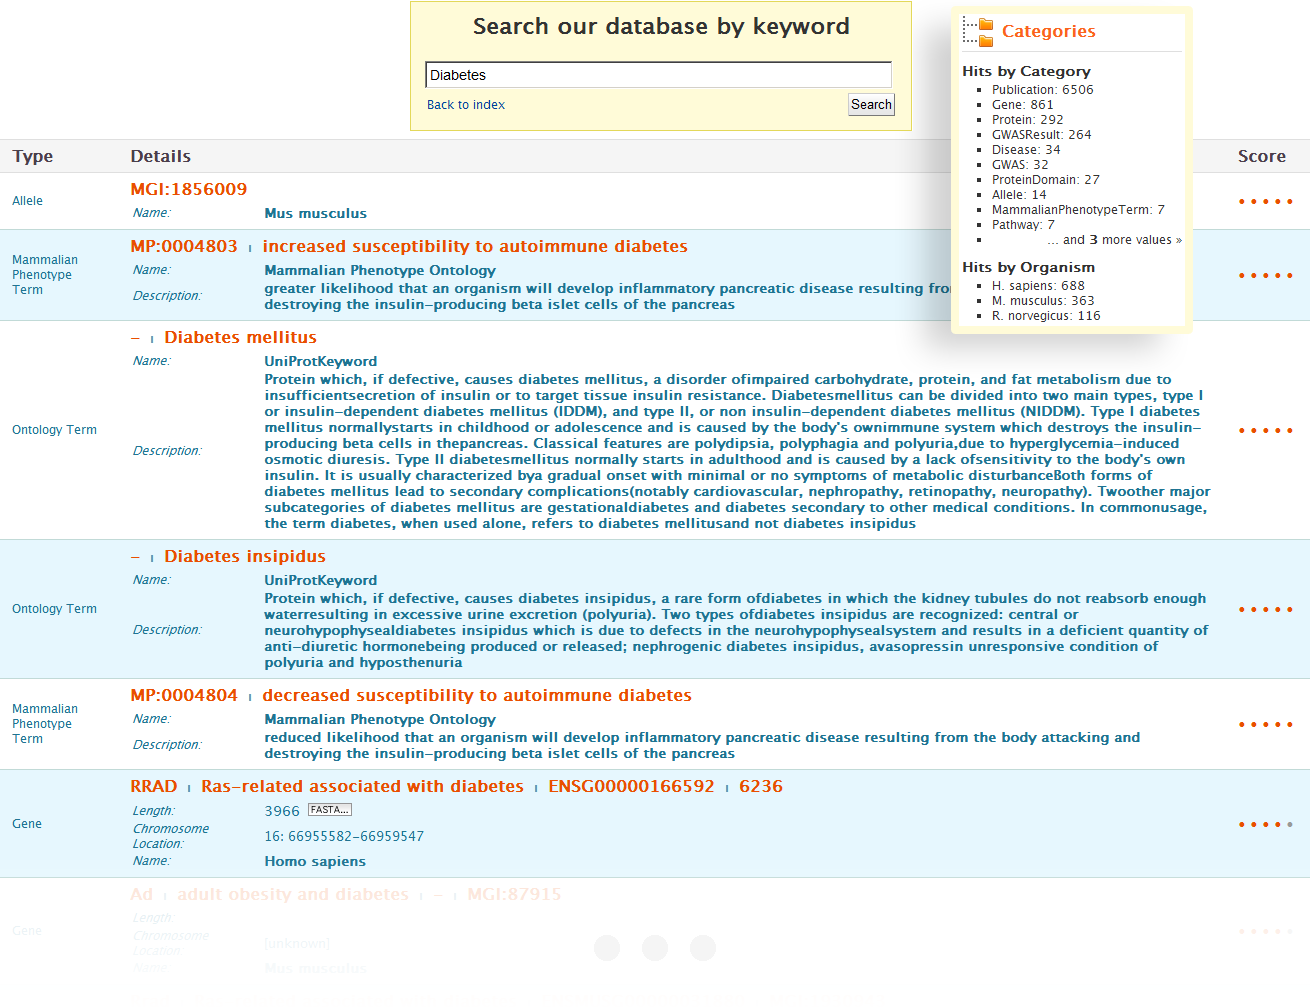 Search our database by keyword
Diabetes
Back to index
Search
Categories
Hits by Category
Publication: 6506
Gene: 861
Protein: 292
GWASResult: 264
Disease: 34
GWAS: 32
ProteinDomain: 27
Allele: 14
MammalianPhenotypeTerm: 7
Pathway: 7
... and 3 more values »
Hits by Organism
H. sapiens: 688
M. musculus: 363
R. norvegicus: 116
Type Details Score
Allele
MGI:1856009
Name: Mus musculus
Mammalian
Phenotype
Term
MP:0004803 increased susceptibility to autoimmune diabetes
Name: Mammalian Phenotype Ontology
Description:
greater likelihood that an organism will develop inflammatory pancreatic disease resulting
destroying the insulin-producing beta islet cells of the pancreas
Ontology Term
- Diabetes mellitus
Name: UniProtKeyword
Description:
Protein which, if defective, causes diabetes mellitus, a disorder ofimpaired carbohydrate, protein, and fat metabolism due to
insufficientsecretion of insulin or to target tissue insulin resistance. Diabetesmellitus can be divided into two main types, type I
or insulin-dependent diabetes mellitus (IDDM), and type II, or non insulin-dependent diabetes mellitus (NIDDM). Type I diabetes
mellitus normallystarts in childhood or adolescence and is caused by the body's ownimmune system which destroys the insulin-
producing beta cells in thepancreas. Classical features are polydipsia, polyphagia and polyuria,due to hyperglycemia-induced
osmotic diuresis. Type II diabetesmellitus normally starts in adulthood and is caused by a lack ofsensitivity to the body's own
insulin. It is usually characterized bya gradual onset with minimal or no symptoms of metabolic disturbanceBoth forms of
diabetes mellitus lead to secondary complications(notably cardiovascular, nephropathy, retinopathy, neuropathy). Twoother major
subcategories of diabetes mellitus are gestationaldiabetes and diabetes secondary to other medical conditions. In commonusage,
the term diabetes, when used alone, refers to diabetes mellitusand not diabetes insipidus
Ontology Term
- Diabetes insipidus
Name: UniProtKeyword
Description:
Protein which, if defective, causes diabetes insipidus, a rare form ofdiabetes in which the kidney tubules do not reabsorb enough
waterresulting in excessive urine excretion (polyuria). Two types ofdiabetes insipidus are recognized: central or
neurohypophysealdiabetes insipidus which is due to defects in the neurohypophysealsystem and results in a deficient quantity of
anti-diuretic hormonebeing produced or released; nephrogenic diabetes insipidus, avasopressin unresponsive condition of
polyuria and hyposthenuria
Mammalian
Phenotype
Term
MP:0004804 decreased susceptibility to autoimmune diabetes
Name: Mammalian Phenotype Ontology
Description:
reduced likelihood that an organism will develop inflammatory pancreatic disease resulting from the body attacking and
destroying the insulin-producing beta islet cells of the pancreas
Gene
RRAD Ras-related associated with diabetes ENSG00000166592 6236
Length: 3966 FASTA...
Chromosome
Location:
16: 66955582-66959547
Name: Homo sapiens
Gene
Ad adult obesity and diabetes - MGI:87915
Length:
Chromosome
Location:
[unknown]
Name: Mus musculus